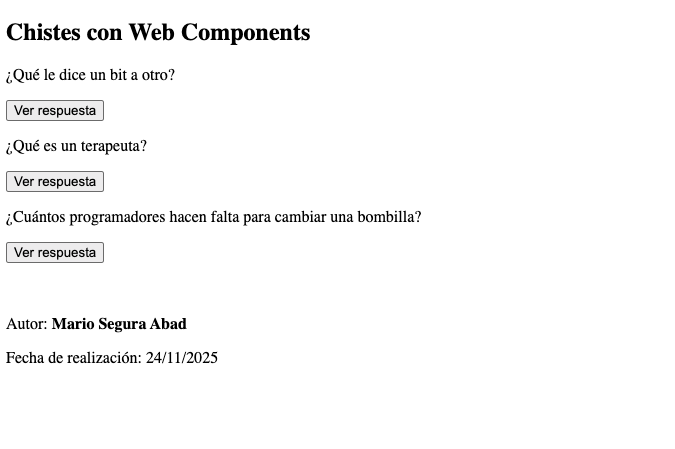 Chistes con Web Components
¿Qué le dice un bit a otro?
Ver respuesta
¿Qué es un terapeuta?
Ver respuesta
¿Cuántos programadores hacen falta para cambiar una bombilla?
Ver respuesta
Autor: Mario Segura Abad
Fecha de realización: 24/11/2025